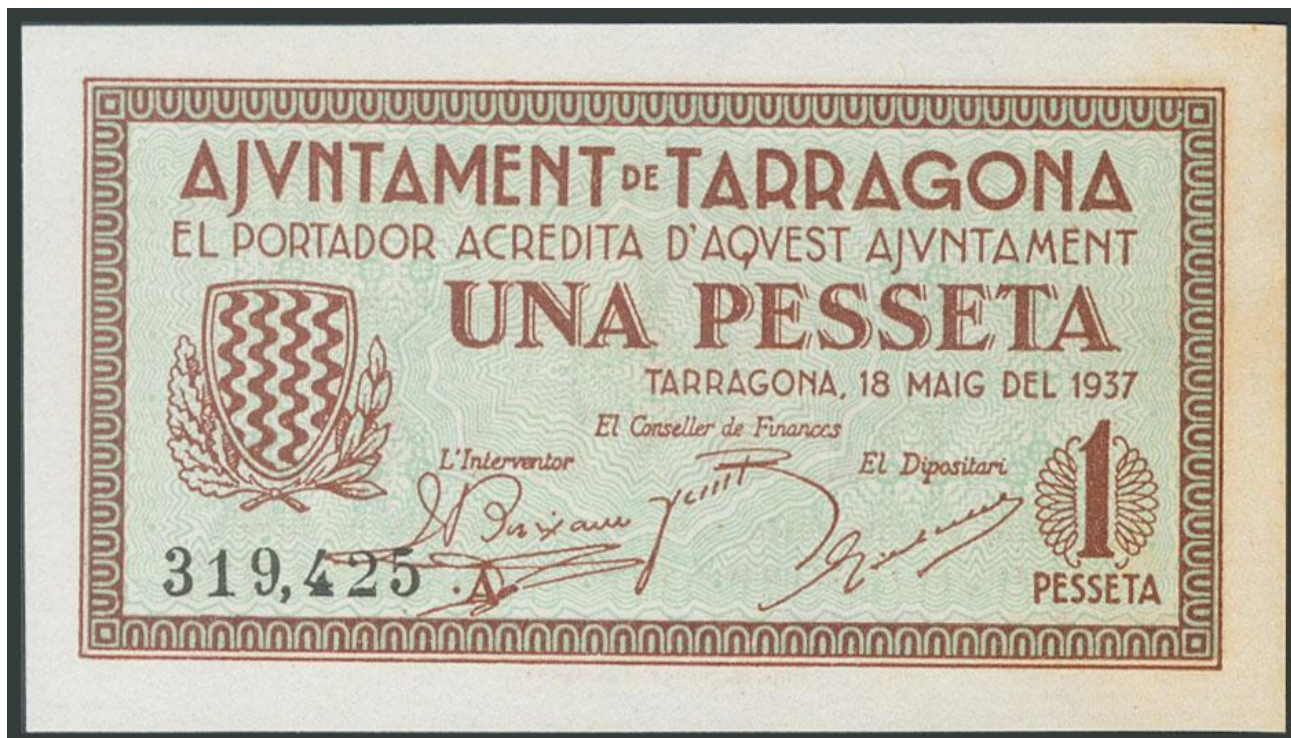 AJVNTAMENT DE TARRAGONA
EL PORTADOR ACREDITA D'AQVEST AJVNTAMENT
UNA PESSETA
TARRAGONA, 18 MAIG DEL 1937
El Conseller de Finances
L'Interventor
El Dipositari
319,425 .A
1
PESSETA